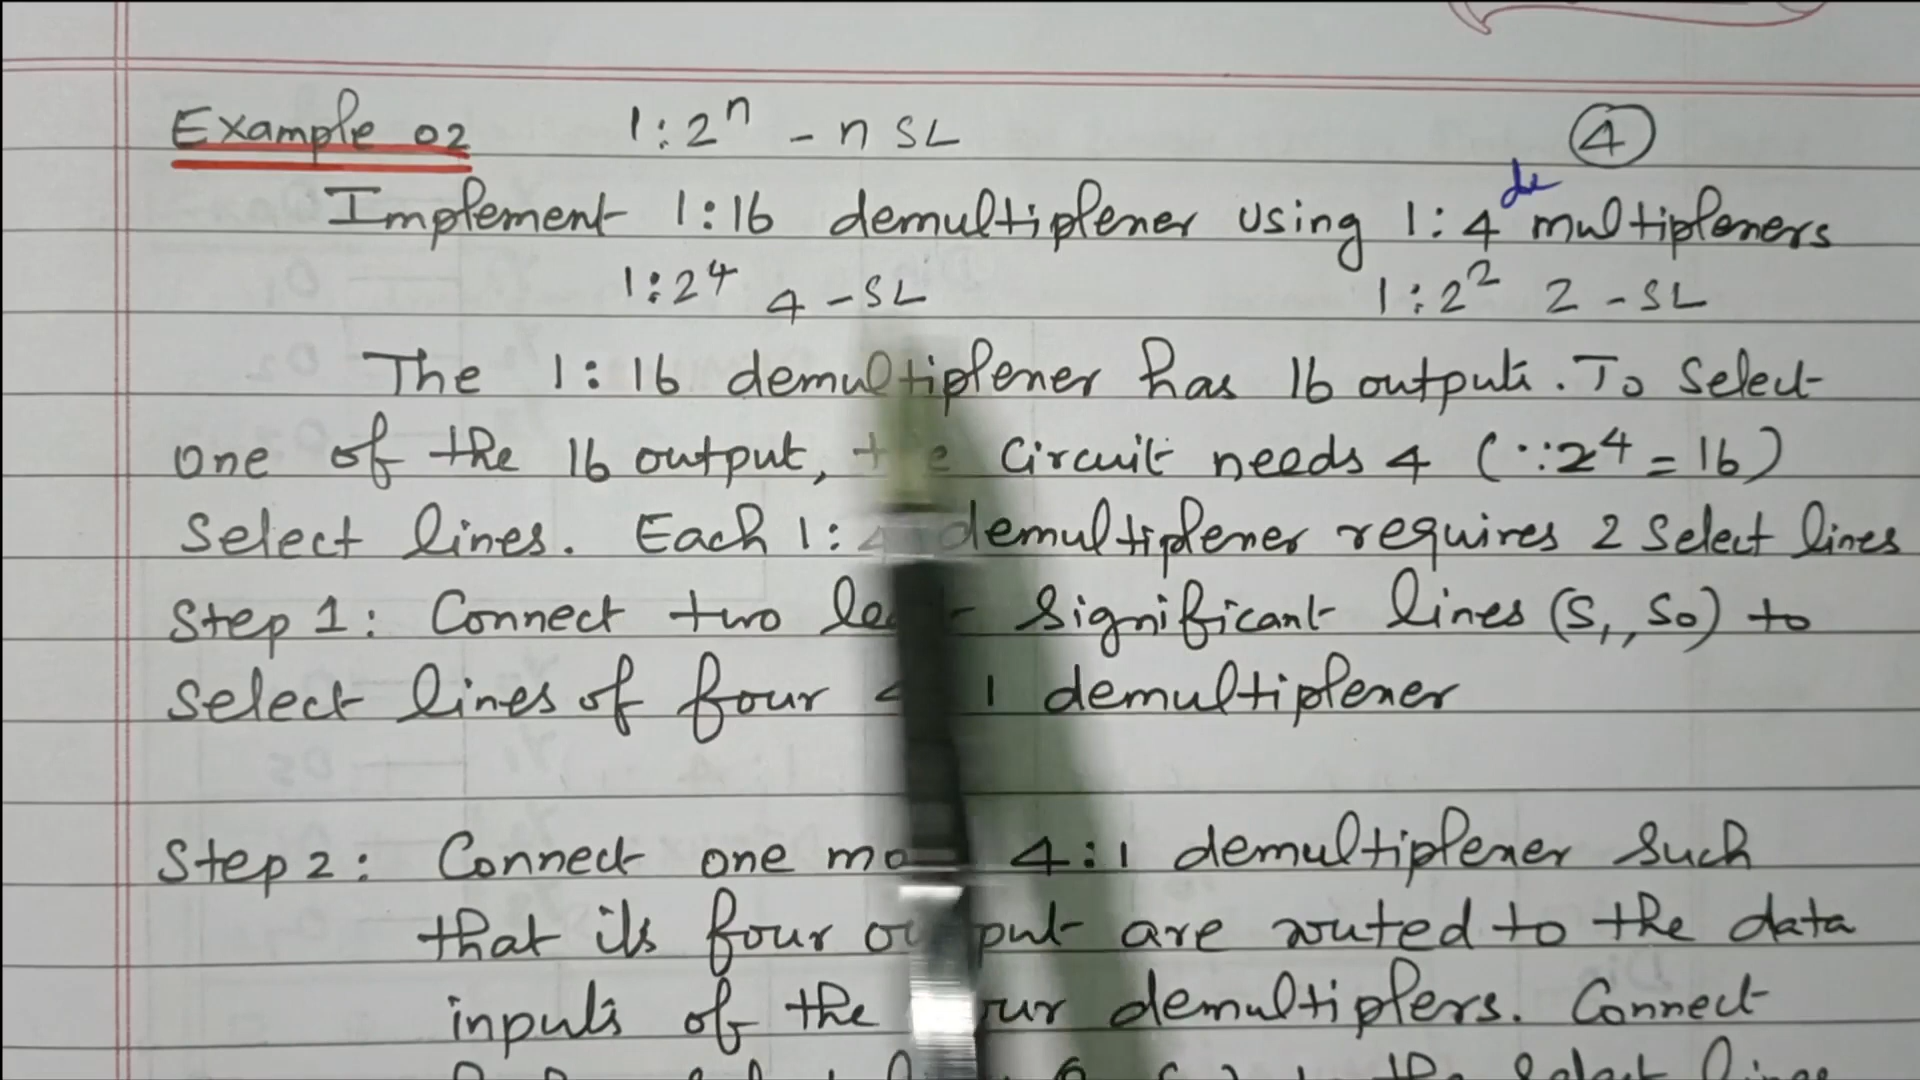 Example 02 1:2ⁿ - n SL ④
de
Implement 1:16 demultiplexer using 1:4 multiplexers
1:2⁴ 4-SL 1:2² 2-SL
The 1:16 demultiplexer has 16 outputs. To Select
one of the 16 output, the Circuit needs 4 (∵2⁴=16)
Select lines. Each 1: demultiplexer requires 2 Select lines
Step 1: Connect two significant lines (S1, S0) to
select lines of four 1 demultiplexer
Step 2: Connect one 4:1 demultiplexer Such
that its four output are routed to the data
inputs of the demultiplers. Connect